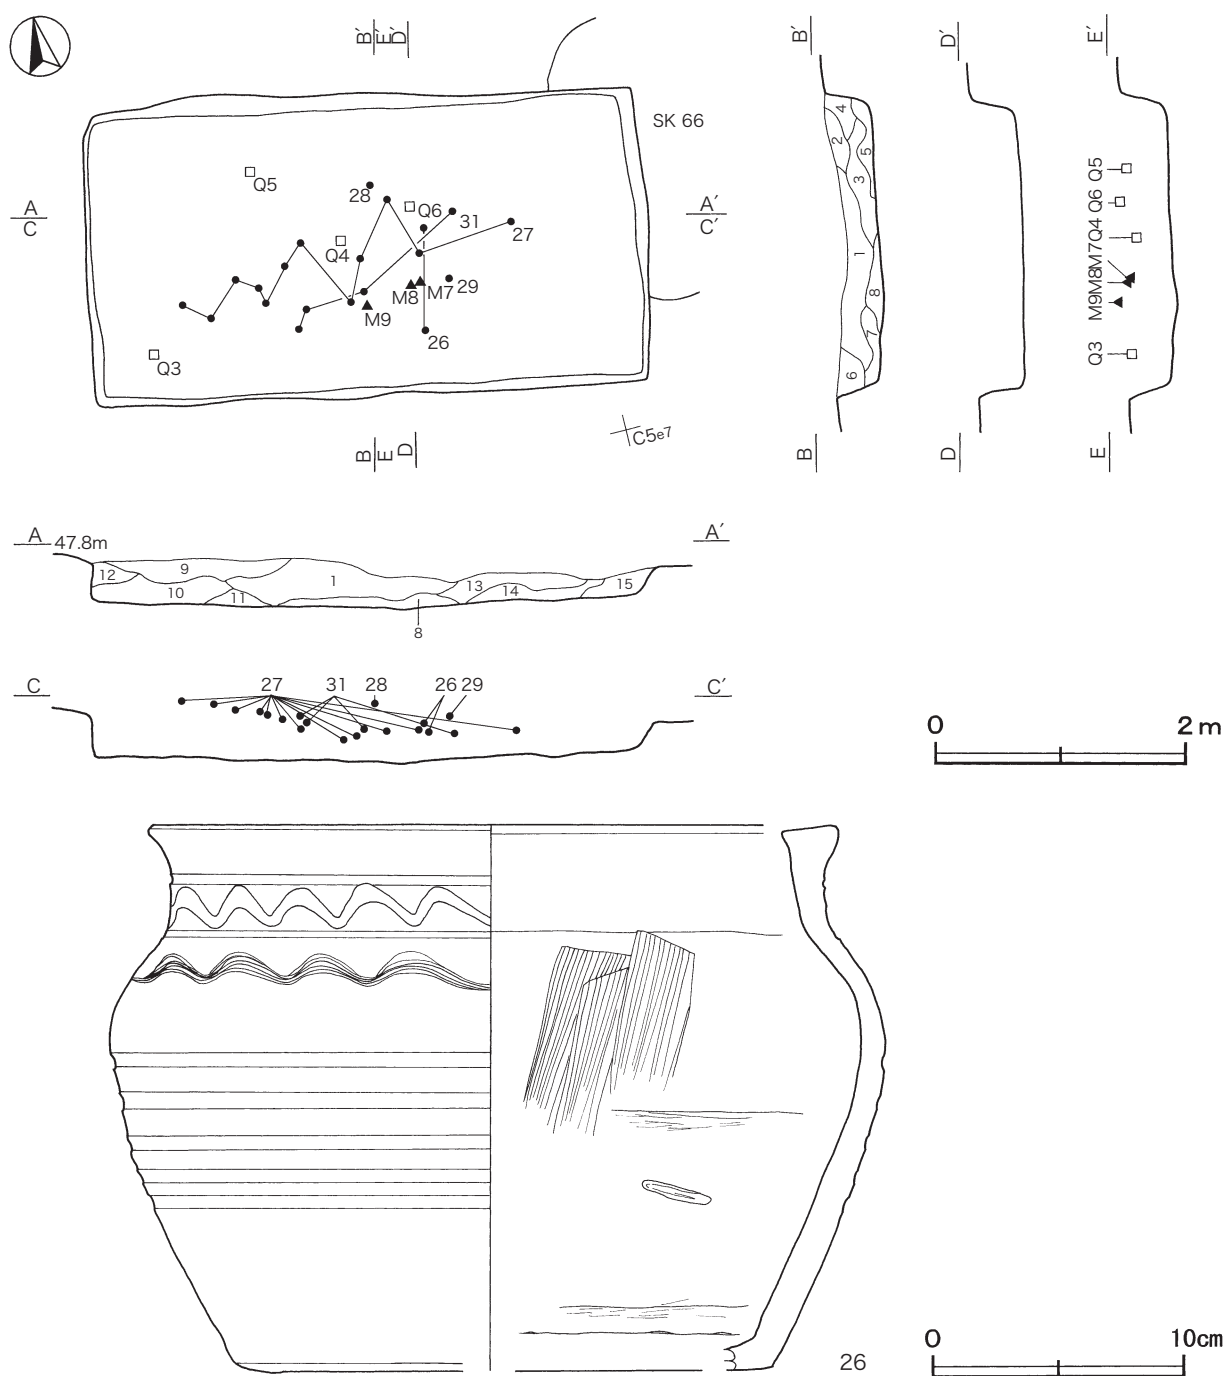 B′ E′ D′
SK 66
Q5
28
Q6
31
27
Q4
A
C
A′
C′
M8 M7 29
M9
26
Q3
C5e7
B E D
B′
4
2
5
3
1
8
7
6
B
D′
D
E′
Q5
Q6
Q4
M7
M8
M9
Q3
E
A 47.8m
A′
12 9 1 13 14 15
10 11
8
C 27 31 28 26 29 C′
0 2 m
26
0 10cm